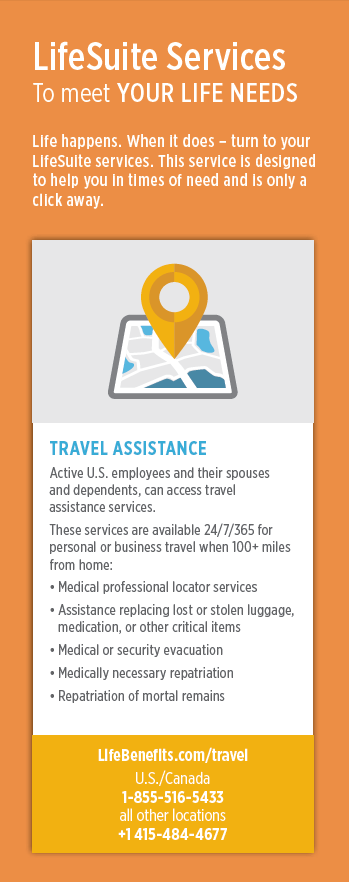 LifeSuite Services
To meet YOUR LIFE NEEDS
Life happens. When it does – turn to your
LifeSuite services. This service is designed
to help you in times of need and is only a
click away.
TRAVEL ASSISTANCE
Active U.S. employees and their spouses
and dependents, can access travel
assistance services.
These services are available 24/7/365 for
personal or business travel when 100+ miles
from home:
• Medical professional locator services
• Assistance replacing lost or stolen luggage,
medication, or other critical items
• Medical or security evacuation
• Medically necessary repatriation
• Repatriation of mortal remains
LifeBenefits.com/travel
U.S./Canada
1-855-516-5433
all other locations
+1 415-484-4677